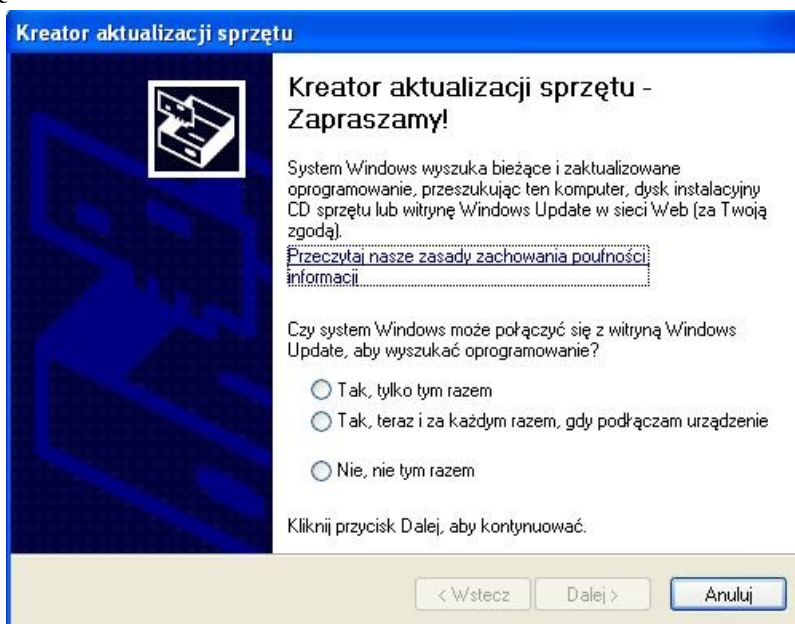 Kreator aktualizacji sprzętu
Kreator aktualizacji sprzętu -
Zapraszamy!
System Windows wyszuka bieżące i zaktualizowane
oprogramowanie, przeszukując ten komputer, dysk instalacyjny
CD sprzętu lub witrynę Windows Update w sieci Web (za Twoją
zgodą).
Przeczytaj nasze zasady zachowania poufności
informacji
Czy system Windows może połączyć się z witryną Windows
Update, aby wyszukać oprogramowanie?
Tak, tylko tym razem
Tak, teraz i za każdym razem, gdy podłączam urządzenie
Nie, nie tym razem
Kliknij przycisk Dalej, aby kontynuować.
< Wstecz Dalej > Anuluj